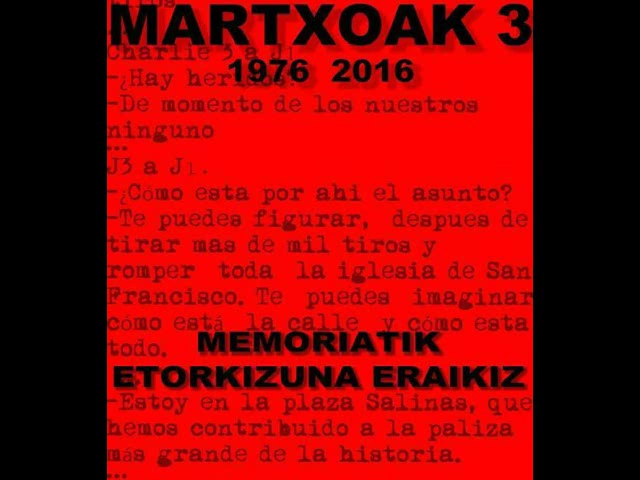 MARTXOAK 3
Charlie 3 a J1
1976 2016
-¿Hay heridos?
-De momento de los nuestros
ninguno
...
J3 a J1.
-¿Cómo esta por ahi el asunto?
-Te puedes figurar, despues de
tirar mas de mil tiros y
romper toda la iglesia de San
Francisco. Te puedes imaginar
cómo está la calle y cómo esta
todo.
MEMORIATIK
ETORKIZUNA ERAIKIZ
-Estoy en la plaza Salinas, que
hemos contribuido a la paliza
más grande de la historia.
...